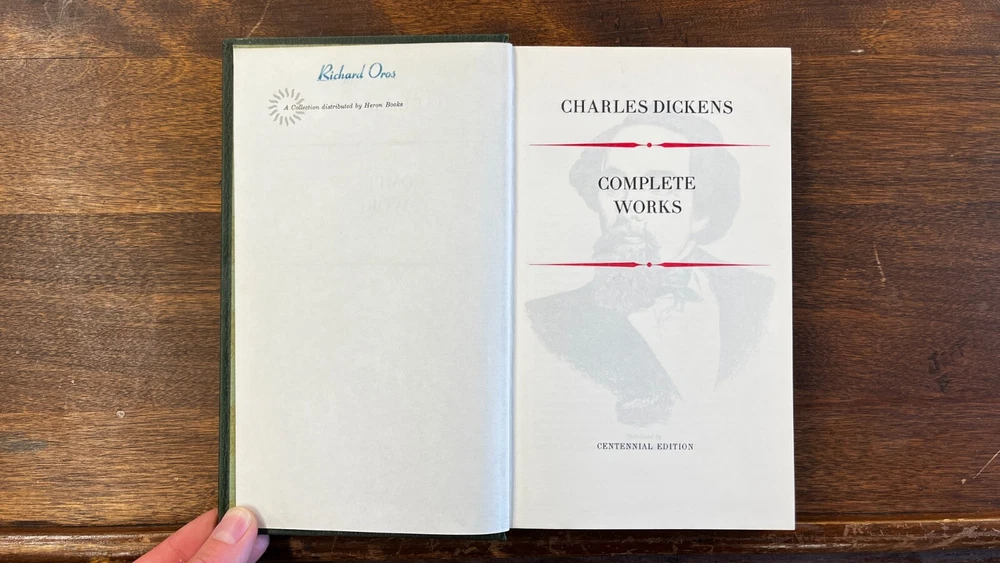 Richard Oros
A Collection distributed by Heron Books
CHARLES DICKENS
COMPLETE
WORKS
CENTENNIAL EDITION